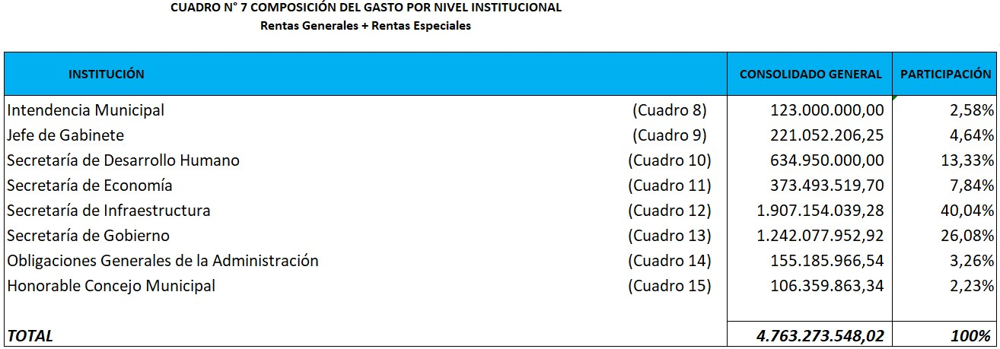 CUADRO N° 7 COMPOSICIÓN DEL GASTO POR NIVEL INSTITUCIONAL
Rentas Generales + Rentas Especiales
INSTITUCIÓN CONSOLIDADO GENERAL PARTICIPACIÓN
Intendencia Municipal (Cuadro 8) 123.000.000,00 2,58%
Jefe de Gabinete (Cuadro 9) 221.052.206,25 4,64%
Secretaría de Desarrollo Humano (Cuadro 10) 634.950.000,00 13,33%
Secretaría de Economía (Cuadro 11) 373.493.519,70 7,84%
Secretaría de Infraestructura (Cuadro 12) 1.907.154.039,28 40,04%
Secretaría de Gobierno (Cuadro 13) 1.242.077.952,92 26,08%
Obligaciones Generales de la Administración (Cuadro 14) 155.185.966,54 3,26%
Honorable Concejo Municipal (Cuadro 15) 106.359.863,34 2,23%
TOTAL 4.763.273.548,02 100%